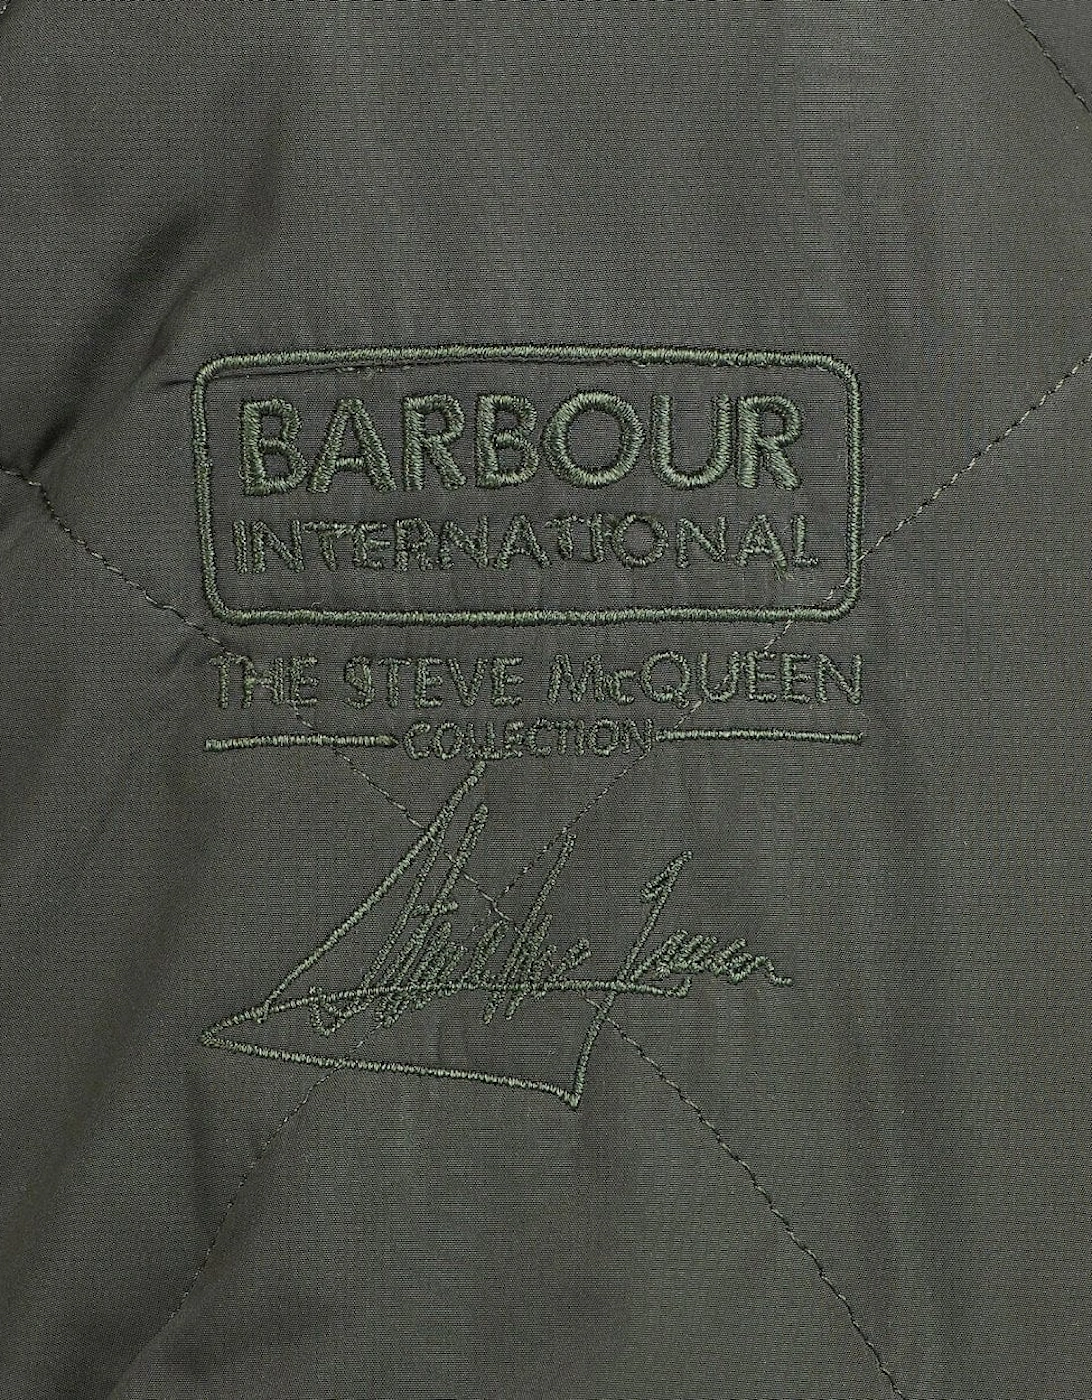 BARBOUR
INTERNATIONAL
THE STEVE McQUEEN
COLLECTION